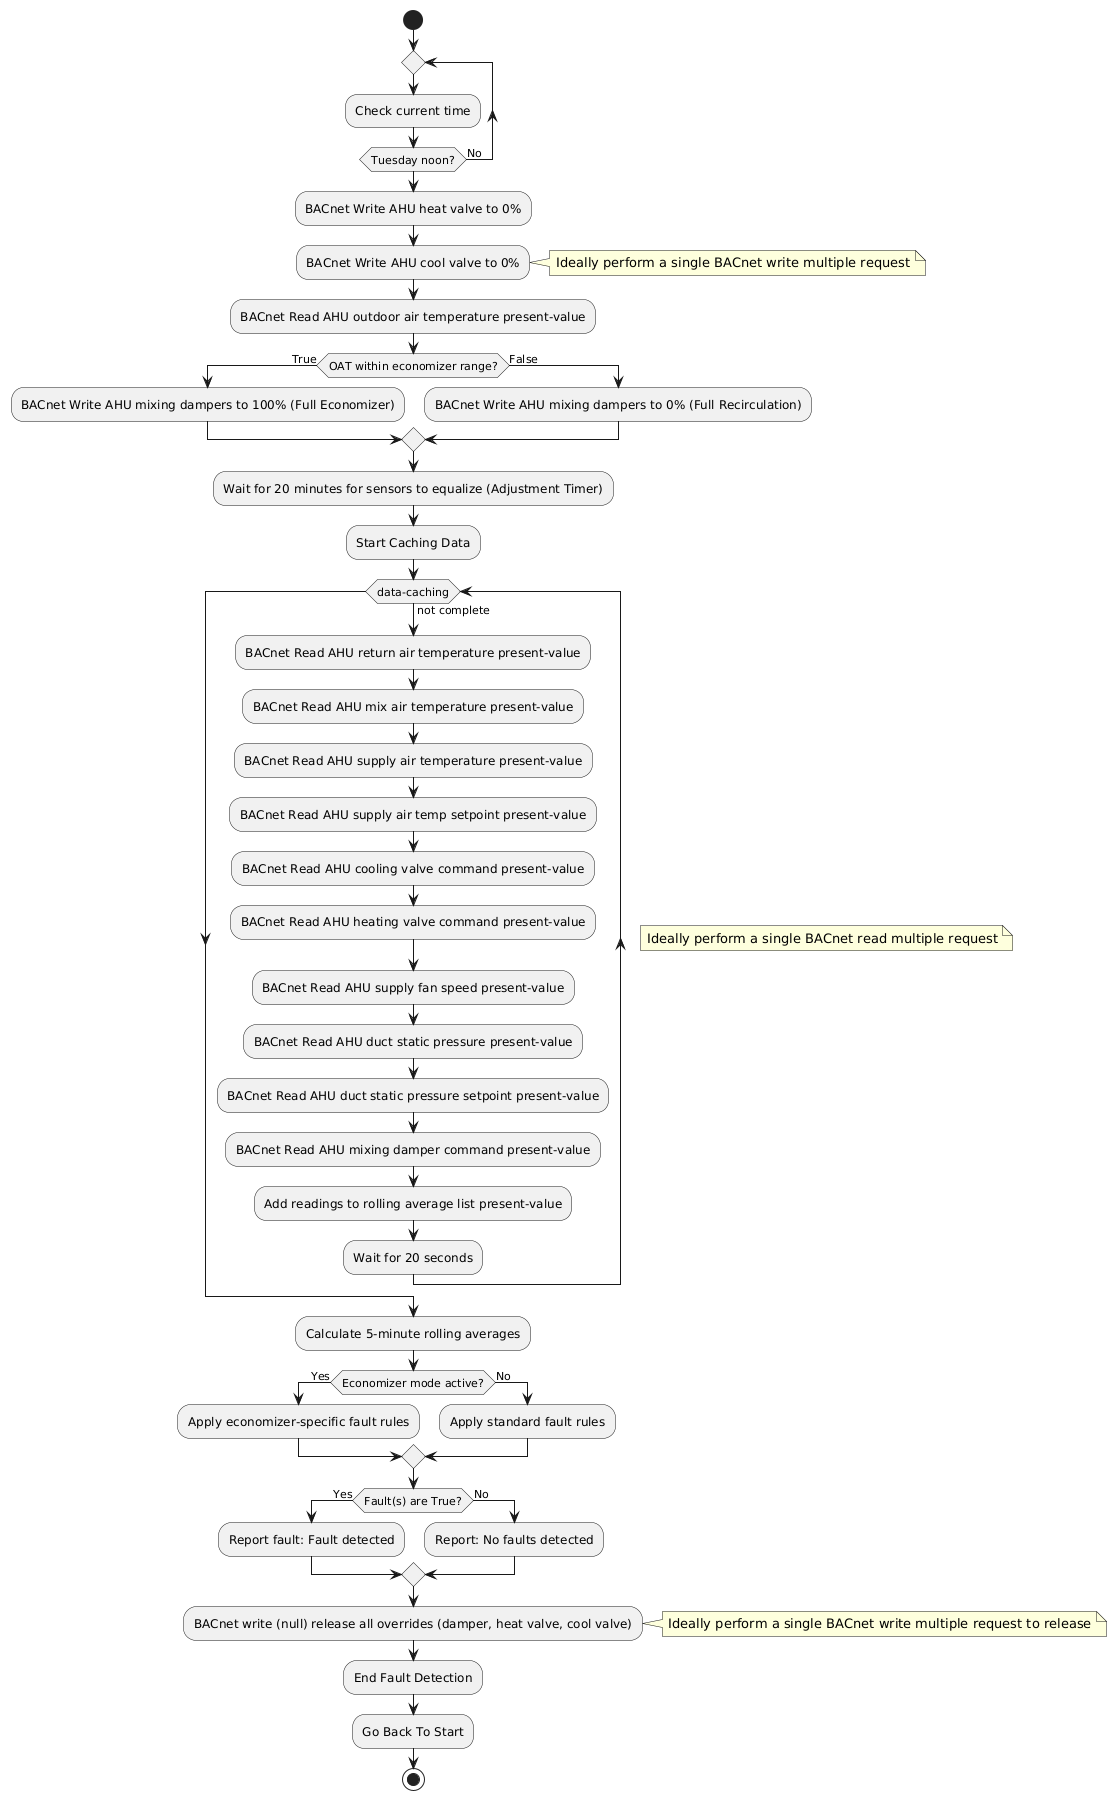 Check current time
Tuesday noon?
No
BACnet Write AHU heat valve to 0%
BACnet Write AHU cool valve to 0%
Ideally perform a single BACnet write multiple request
BACnet Read AHU outdoor air temperature present-value
True
OAT within economizer range?
False
BACnet Write AHU mixing dampers to 100% (Full Economizer)
BACnet Write AHU mixing dampers to 0% (Full Recirculation)
Wait for 20 minutes for sensors to equalize (Adjustment Timer)
Start Caching Data
data-caching
not complete
BACnet Read AHU return air temperature present-value
BACnet Read AHU mix air temperature present-value
BACnet Read AHU supply air temperature present-value
BACnet Read AHU supply air temp setpoint present-value
BACnet Read AHU cooling valve command present-value
BACnet Read AHU heating valve command present-value
Ideally perform a single BACnet read multiple request
BACnet Read AHU supply fan speed present-value
BACnet Read AHU duct static pressure present-value
BACnet Read AHU duct static pressure setpoint present-value
BACnet Read AHU mixing damper command present-value
Add readings to rolling average list present-value
Wait for 20 seconds
Calculate 5-minute rolling averages
Yes
Economizer mode active?
No
Apply economizer-specific fault rules
Apply standard fault rules
Yes
Fault(s) are True?
No
Report fault: Fault detected
Report: No faults detected
BACnet write (null) release all overrides (damper, heat valve, cool valve)
Ideally perform a single BACnet write multiple request to release
End Fault Detection
Go Back To Start